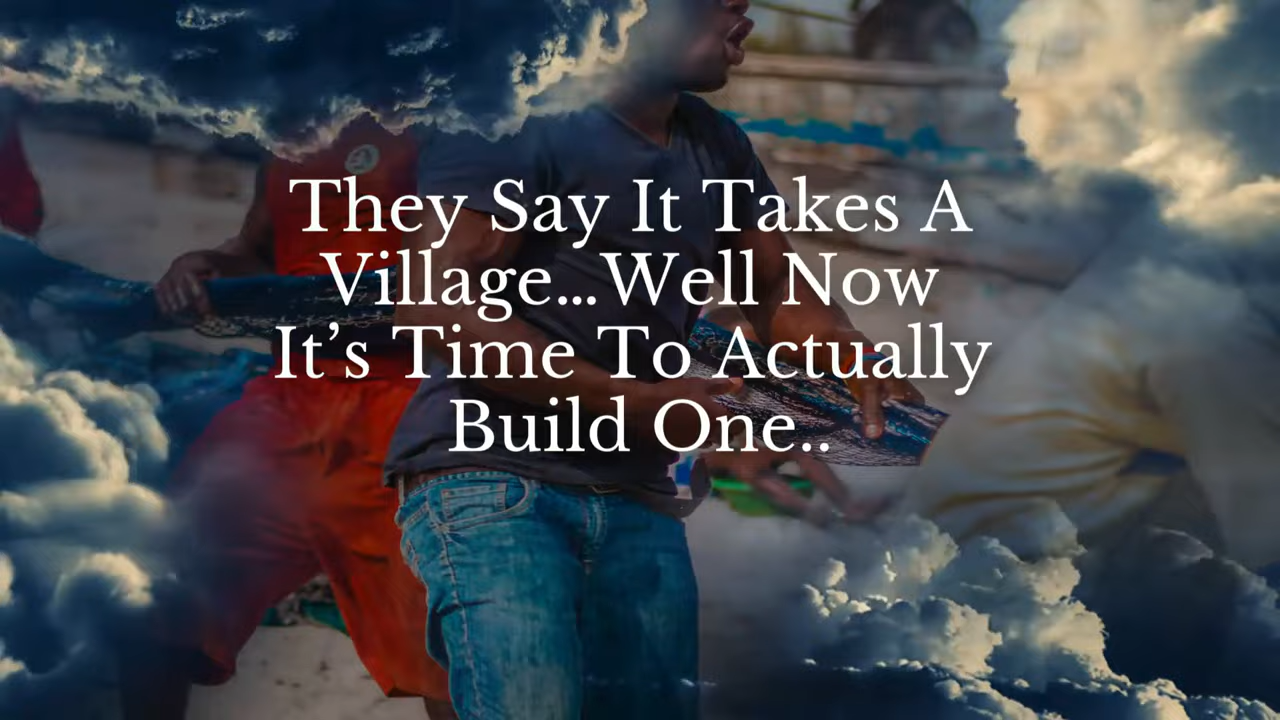 They Say It Takes A
Village…Well Now
It’s Time To Actually
Build One..